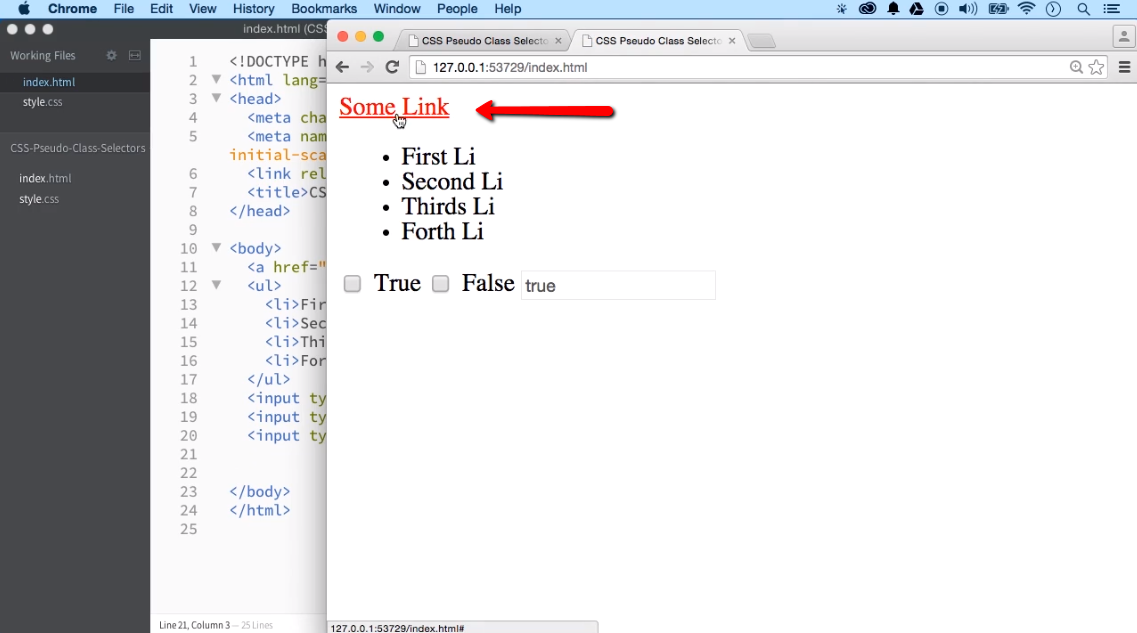 Chrome File Edit View History Bookmarks Window People Help
index.html (CSS
Working Files
index.html
style.css
CSS-Pseudo-Class-Selectors
index.html
style.css
1 <!DOCTYPE h
2 <html lang=
3 <head>
4 <meta cha
5 <meta nam
initial-sca
6 <link rel
7 <title>CS
8 </head>
9
10 <body>
11 <a href="
12 <ul>
13 <li>Fir
14 <li>Sec
15 <li>Thi
16 <li>For
17 </ul>
18 <input ty
19 <input ty
20 <input ty
21
22
23 </body>
24 </html>
25
Line 21, Column 3 — 25 Lines
CSS Pseudo Class Selecto
CSS Pseudo Class Selecto
127.0.0.1:53729/index.html
Some Link
• First Li
• Second Li
• Thirds Li
• Forth Li
True False true
127.0.0.1:53729/index.html#